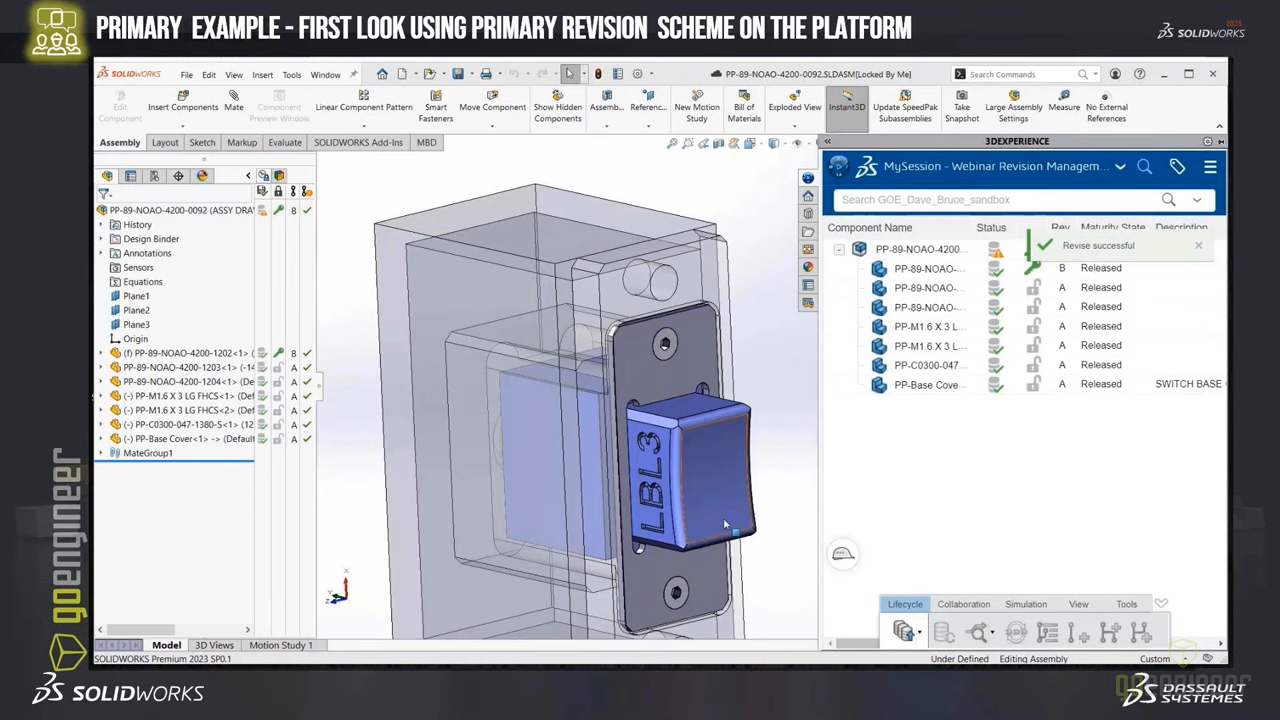 PRIMARY EXAMPLE - FIRST LOOK USING PRIMARY REVISION SCHEME ON THE PLATFORM
2023
SOLIDWORKS
SOLIDWORKS File Edit View Insert Tools Window
PP-89-NOAO-4200-0092.SLDASM[Locked By Me]
Search Commands
Edit Component
Insert Components
Mate
Component Preview Window
Linear Component Pattern
Smart Fasteners
Move Component
Show Hidden Components
Assemb...
Referenc...
New Motion Study
Bill of Materials
Exploded View
Instant3D
Update SpeedPak Subassemblies
Take Snapshot
Large Assembly Settings
Measure
No External References
Assembly Layout Sketch Markup Evaluate SOLIDWORKS Add-Ins MBD
3DEXPERIENCE
MySession - Webinar Revision Managem...
Search GOE_Dave_Bruce_sandbox
Component Name Status Rev Maturity State Description
Revise successful
PP-89-NOAO-4200-0092 (ASSY DRA B
History
Design Binder
Annotations
Sensors
Equations
Plane1
Plane2
Plane3
Origin
(f) PP-89-NOAO-4200-1202<1> ( B
PP-89-NOAO-4200-1203<1> (-14 A
PP-89-NOAO-4200-1204<1> (Def A
(-) PP-M1.6 X 3 LG FHCS<1> (Def A
(-) PP-M1.6 X 3 LG FHCS<2> (Def A
(-) PP-C0300-047-1380-S<1> (12 A
(-) PP-Base Cover<1> -> (Default A
MateGroup1
PP-89-NOAO-4200...
PP-89-NOAO-... B Released
PP-89-NOAO-... A Released
PP-89-NOAO-... A Released
PP-M1.6 X 3 L... A Released
PP-M1.6 X 3 L... A Released
PP-C0300-047... A Released
PP-Base Cove... A Released SWITCH BASE
LBL3
Lifecycle Collaboration Simulation View Tools
Model 3D Views Motion Study 1
SOLIDWORKS Premium 2023 SP0.1
Under Defined Editing Assembly Custom
goengineer
SOLIDWORKS
DASSAULT SYSTEMES